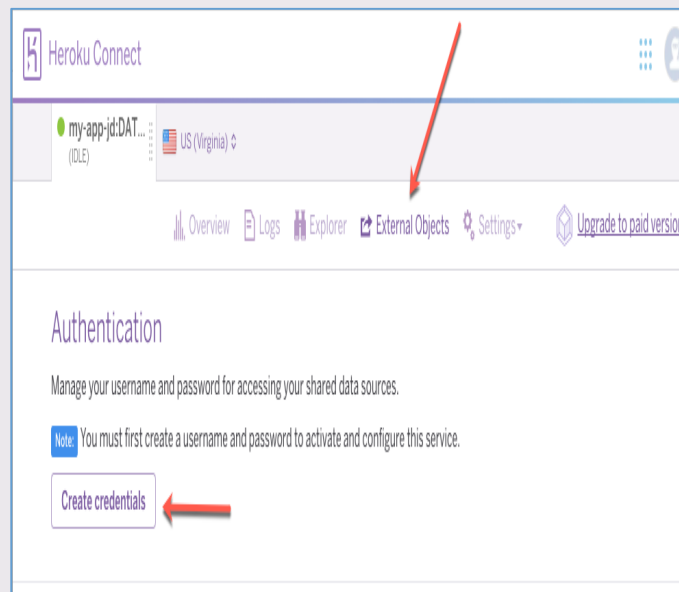 Heroku Connect
my-app-jd:DAT...
(IDLE)
US (Virginia)
Overview Logs Explorer External Objects Settings Upgrade to paid version
Authentication
Manage your username and password for accessing your shared data sources.
Note: You must first create a username and password to activate and configure this service.
Create credentials